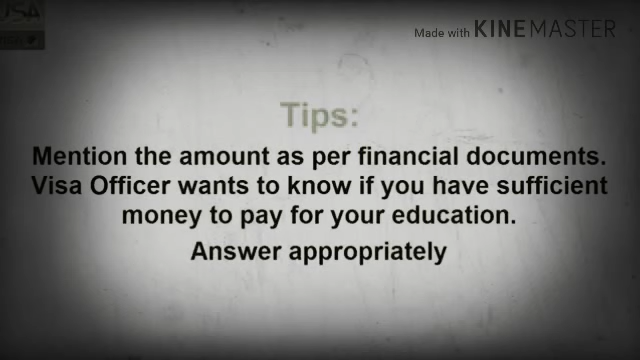 USA
Made with KINEMASTER
Tips:
Mention the amount as per financial documents.
Visa Officer wants to know if you have sufficient
money to pay for your education.
Answer appropriately